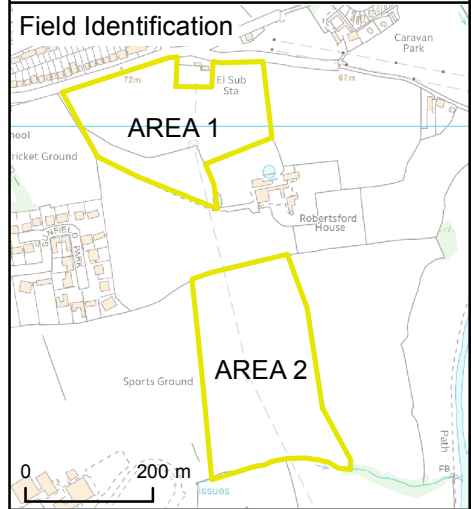 Field Identification
Caravan
Park
72m
67m
El Sub
Sta
AREA 1
hool
ricket Ground
Robertsford
House
SUNFIELD
PARK
AREA 2
Sports Ground
Path
0 200 m
FB
Issues